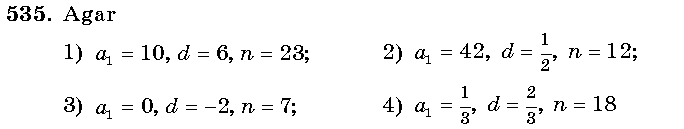 535. Agar
1) a₁ = 10, d = 6, n = 23; 2) a₁ = 42, d = 1/2, n = 12;
3) a₁ = 0, d = −2, n = 7; 4) a₁ = 1/3, d = 2/3, n = 18